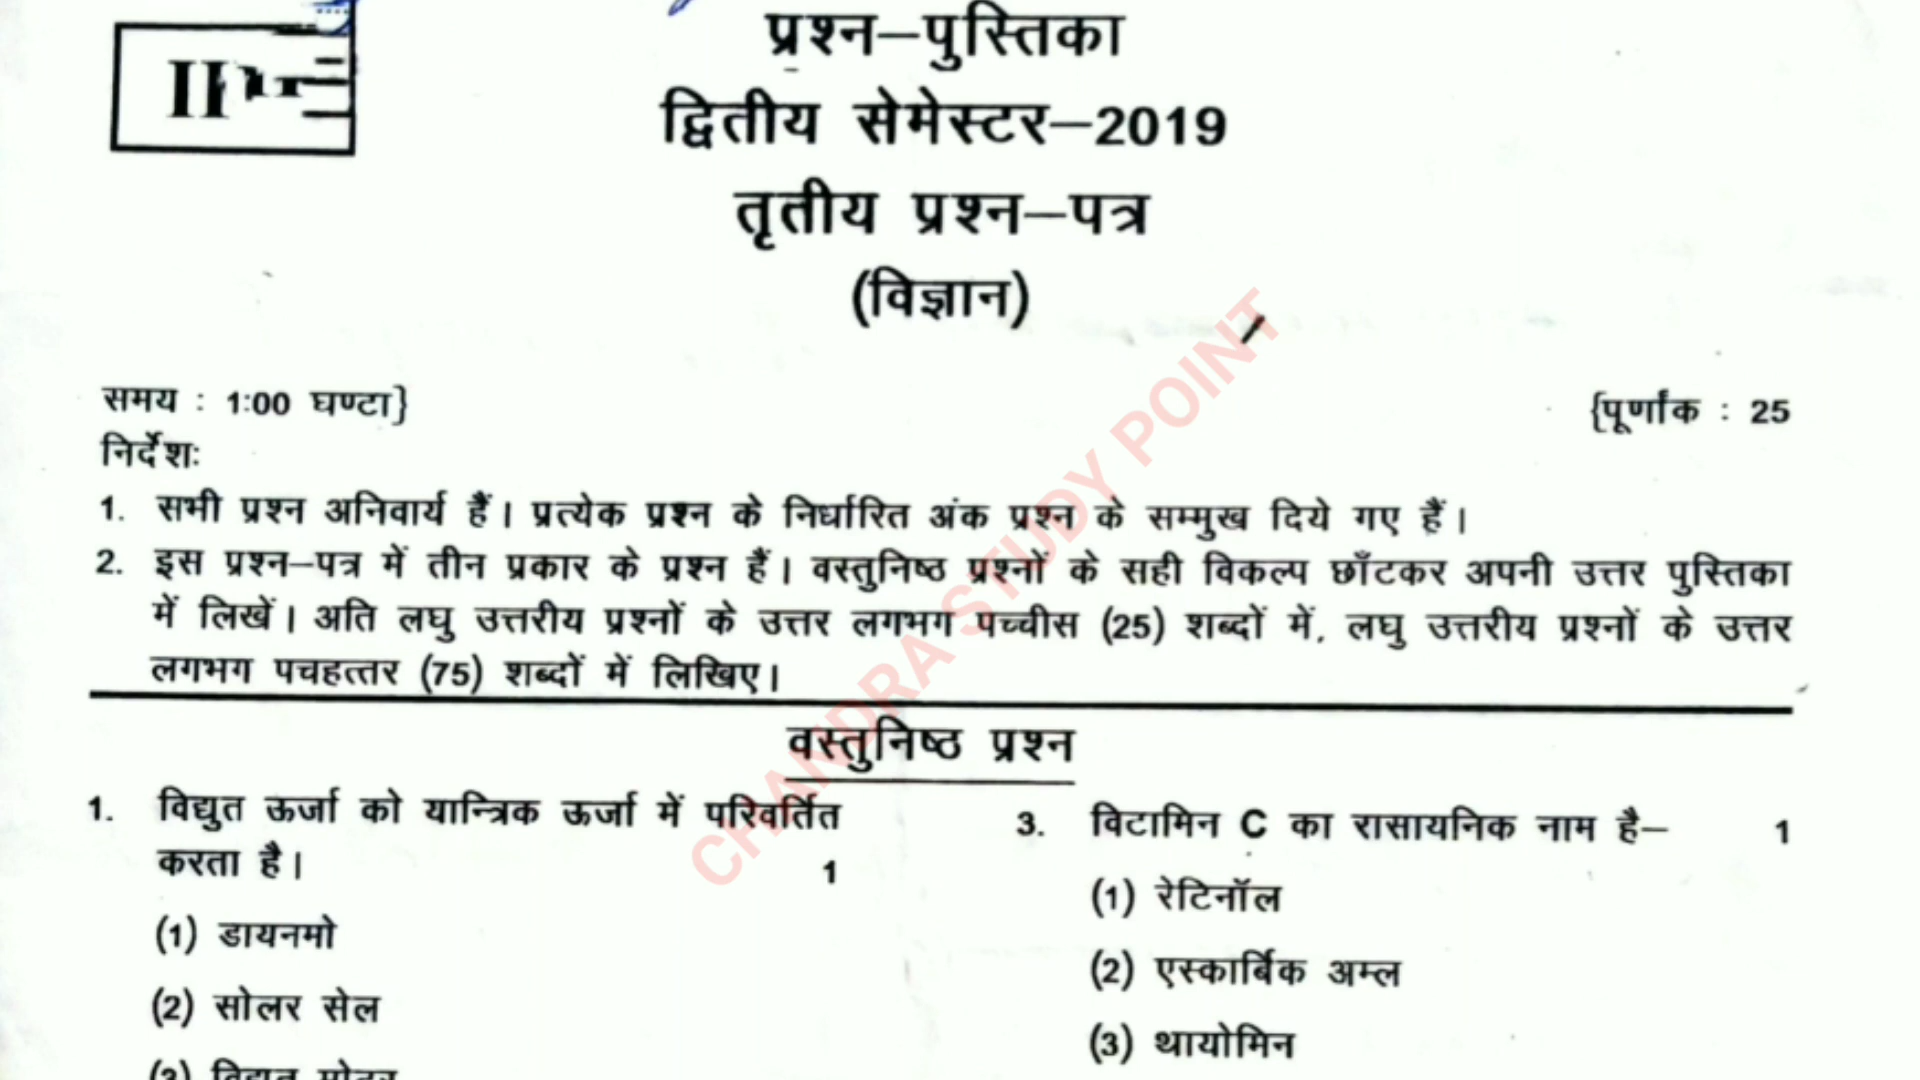 II
प्रश्न–पुस्तिका
द्वितीय सेमेस्टर–2019
तृतीय प्रश्न–पत्र
(विज्ञान)
समय : 1:00 घण्टा}
{पूर्णांक : 25
निर्देशः
1. सभी प्रश्न अनिवार्य हैं। प्रत्येक प्रश्न के निर्धारित अंक प्रश्न के सम्मुख दिये गए हैं।
2. इस प्रश्न–पत्र में तीन प्रकार के प्रश्न हैं। वस्तुनिष्ठ प्रश्नों के सही विकल्प छाँटकर अपनी उत्तर पुस्तिका
में लिखें। अति लघु उत्तरीय प्रश्नों के उत्तर लगभग पच्चीस (25) शब्दों में, लघु उत्तरीय प्रश्नों के उत्तर
लगभग पचहत्तर (75) शब्दों में लिखिए।
वस्तुनिष्ठ प्रश्न
1. विद्युत ऊर्जा को यान्त्रिक ऊर्जा में परिवर्तित
करता है। 1
(1) डायनमो
(2) सोलर सेल
(3) विद्युत मोटर
3. विटामिन C का रासायनिक नाम है– 1
(1) रेटिनॉल
(2) एस्कार्बिक अम्ल
(3) थायोमिन
CHANDRA STUDY POINT